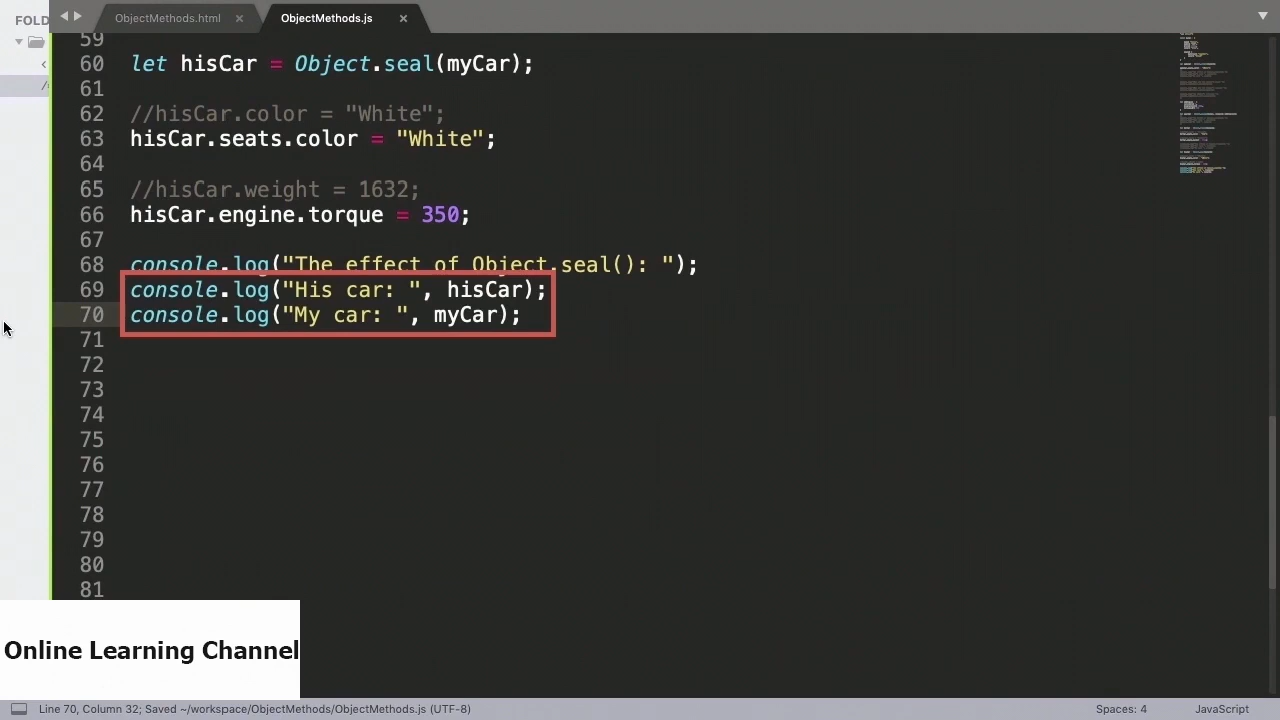 FOLD
ObjectMethods.html ×
ObjectMethods.js ×
59
60 let hisCar = Object.seal(myCar);
61
62 //hisCar.color = "White";
63 hisCar.seats.color = "White";
64
65 //hisCar.weight = 1632;
66 hisCar.engine.torque = 350;
67
68 console.log("The effect of Object.seal(): ");
69 console.log("His car: ", hisCar);
70 console.log("My car: ", myCar);
71
72
73
74
75
76
77
78
79
80
81
Online Learning Channel
Line 70, Column 32; Saved ~/workspace/ObjectMethods/ObjectMethods.js (UTF-8)
Spaces: 4
JavaScript